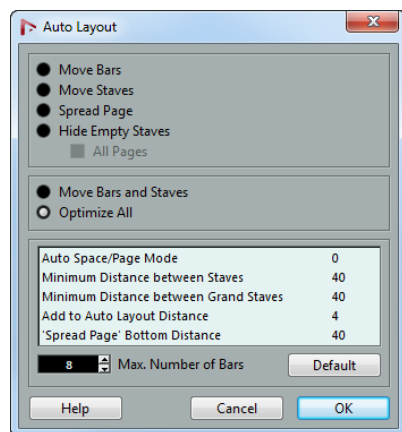 Auto Layout
Move Bars
Move Staves
Spread Page
Hide Empty Staves
All Pages
Move Bars and Staves
Optimize All
Auto Space/Page Mode 0
Minimum Distance between Staves 40
Minimum Distance between Grand Staves 40
Add to Auto Layout Distance 4
'Spread Page' Bottom Distance 40
8 Max. Number of Bars Default
Help Cancel OK